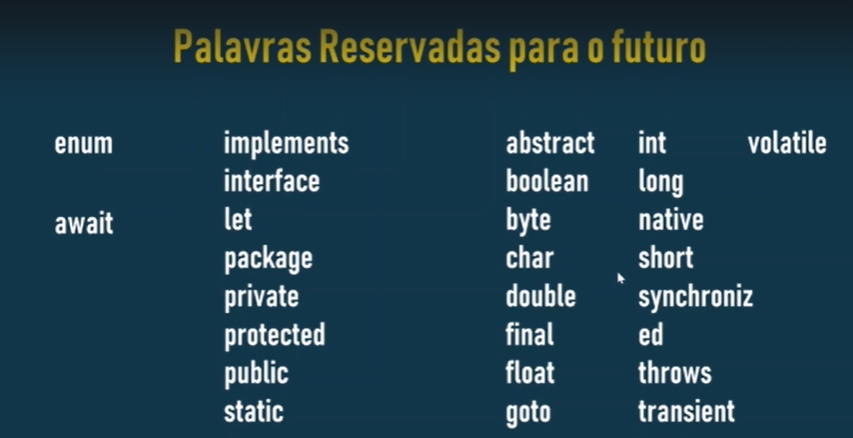 Palavras Reservadas para o futuro
enum
await
implements
interface
let
package
private
protected
public
static
abstract
boolean
byte
char
double
final
float
goto
int
long
native
short
synchroniz
ed
throws
transient
volatile